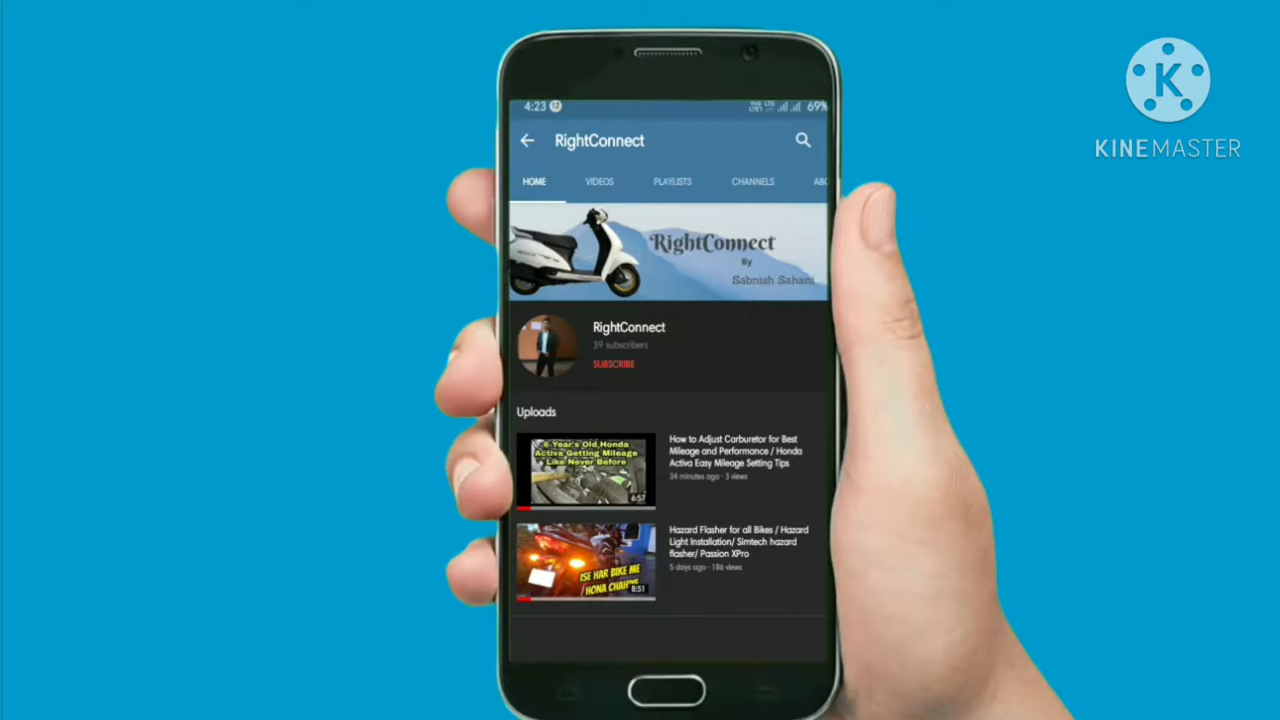 4:23
69%
RightConnect
HOME VIDEOS PLAYLISTS CHANNELS ABO
RightConnect
By
Sabnish Sahani
RightConnect
39 subscribers
SUBSCRIBE
Uploads
6 Year's Old,Honda
Activa Getting Mileage
Like Never Before
6:57
How to Adjust Carburetor for Best
Mileage and Performance / Honda
Activa Easy Mileage Setting Tips
34 minutes ago · 3 views
ISE HAR BIKE ME
HONA CHAHIYE
8:51
Hazard Flasher for all Bikes / Hazard
Light Installation/ Simtech hazard
flasher/ Passion XPro
5 days ago · 186 views
K
KINEMASTER